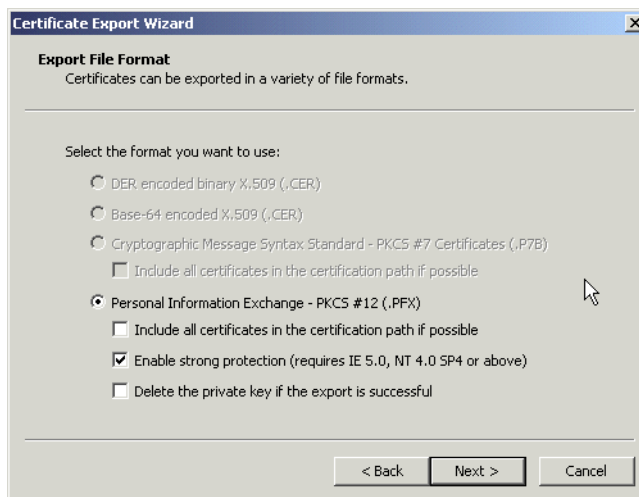 Certificate Export Wizard
Export File Format
Certificates can be exported in a variety of file formats.
Select the format you want to use:
DER encoded binary X.509 (.CER)
Base-64 encoded X.509 (.CER)
Cryptographic Message Syntax Standard - PKCS #7 Certificates (.P7B)
Include all certificates in the certification path if possible
Personal Information Exchange - PKCS #12 (.PFX)
Include all certificates in the certification path if possible
Enable strong protection (requires IE 5.0, NT 4.0 SP4 or above)
Delete the private key if the export is successful
< Back Next > Cancel